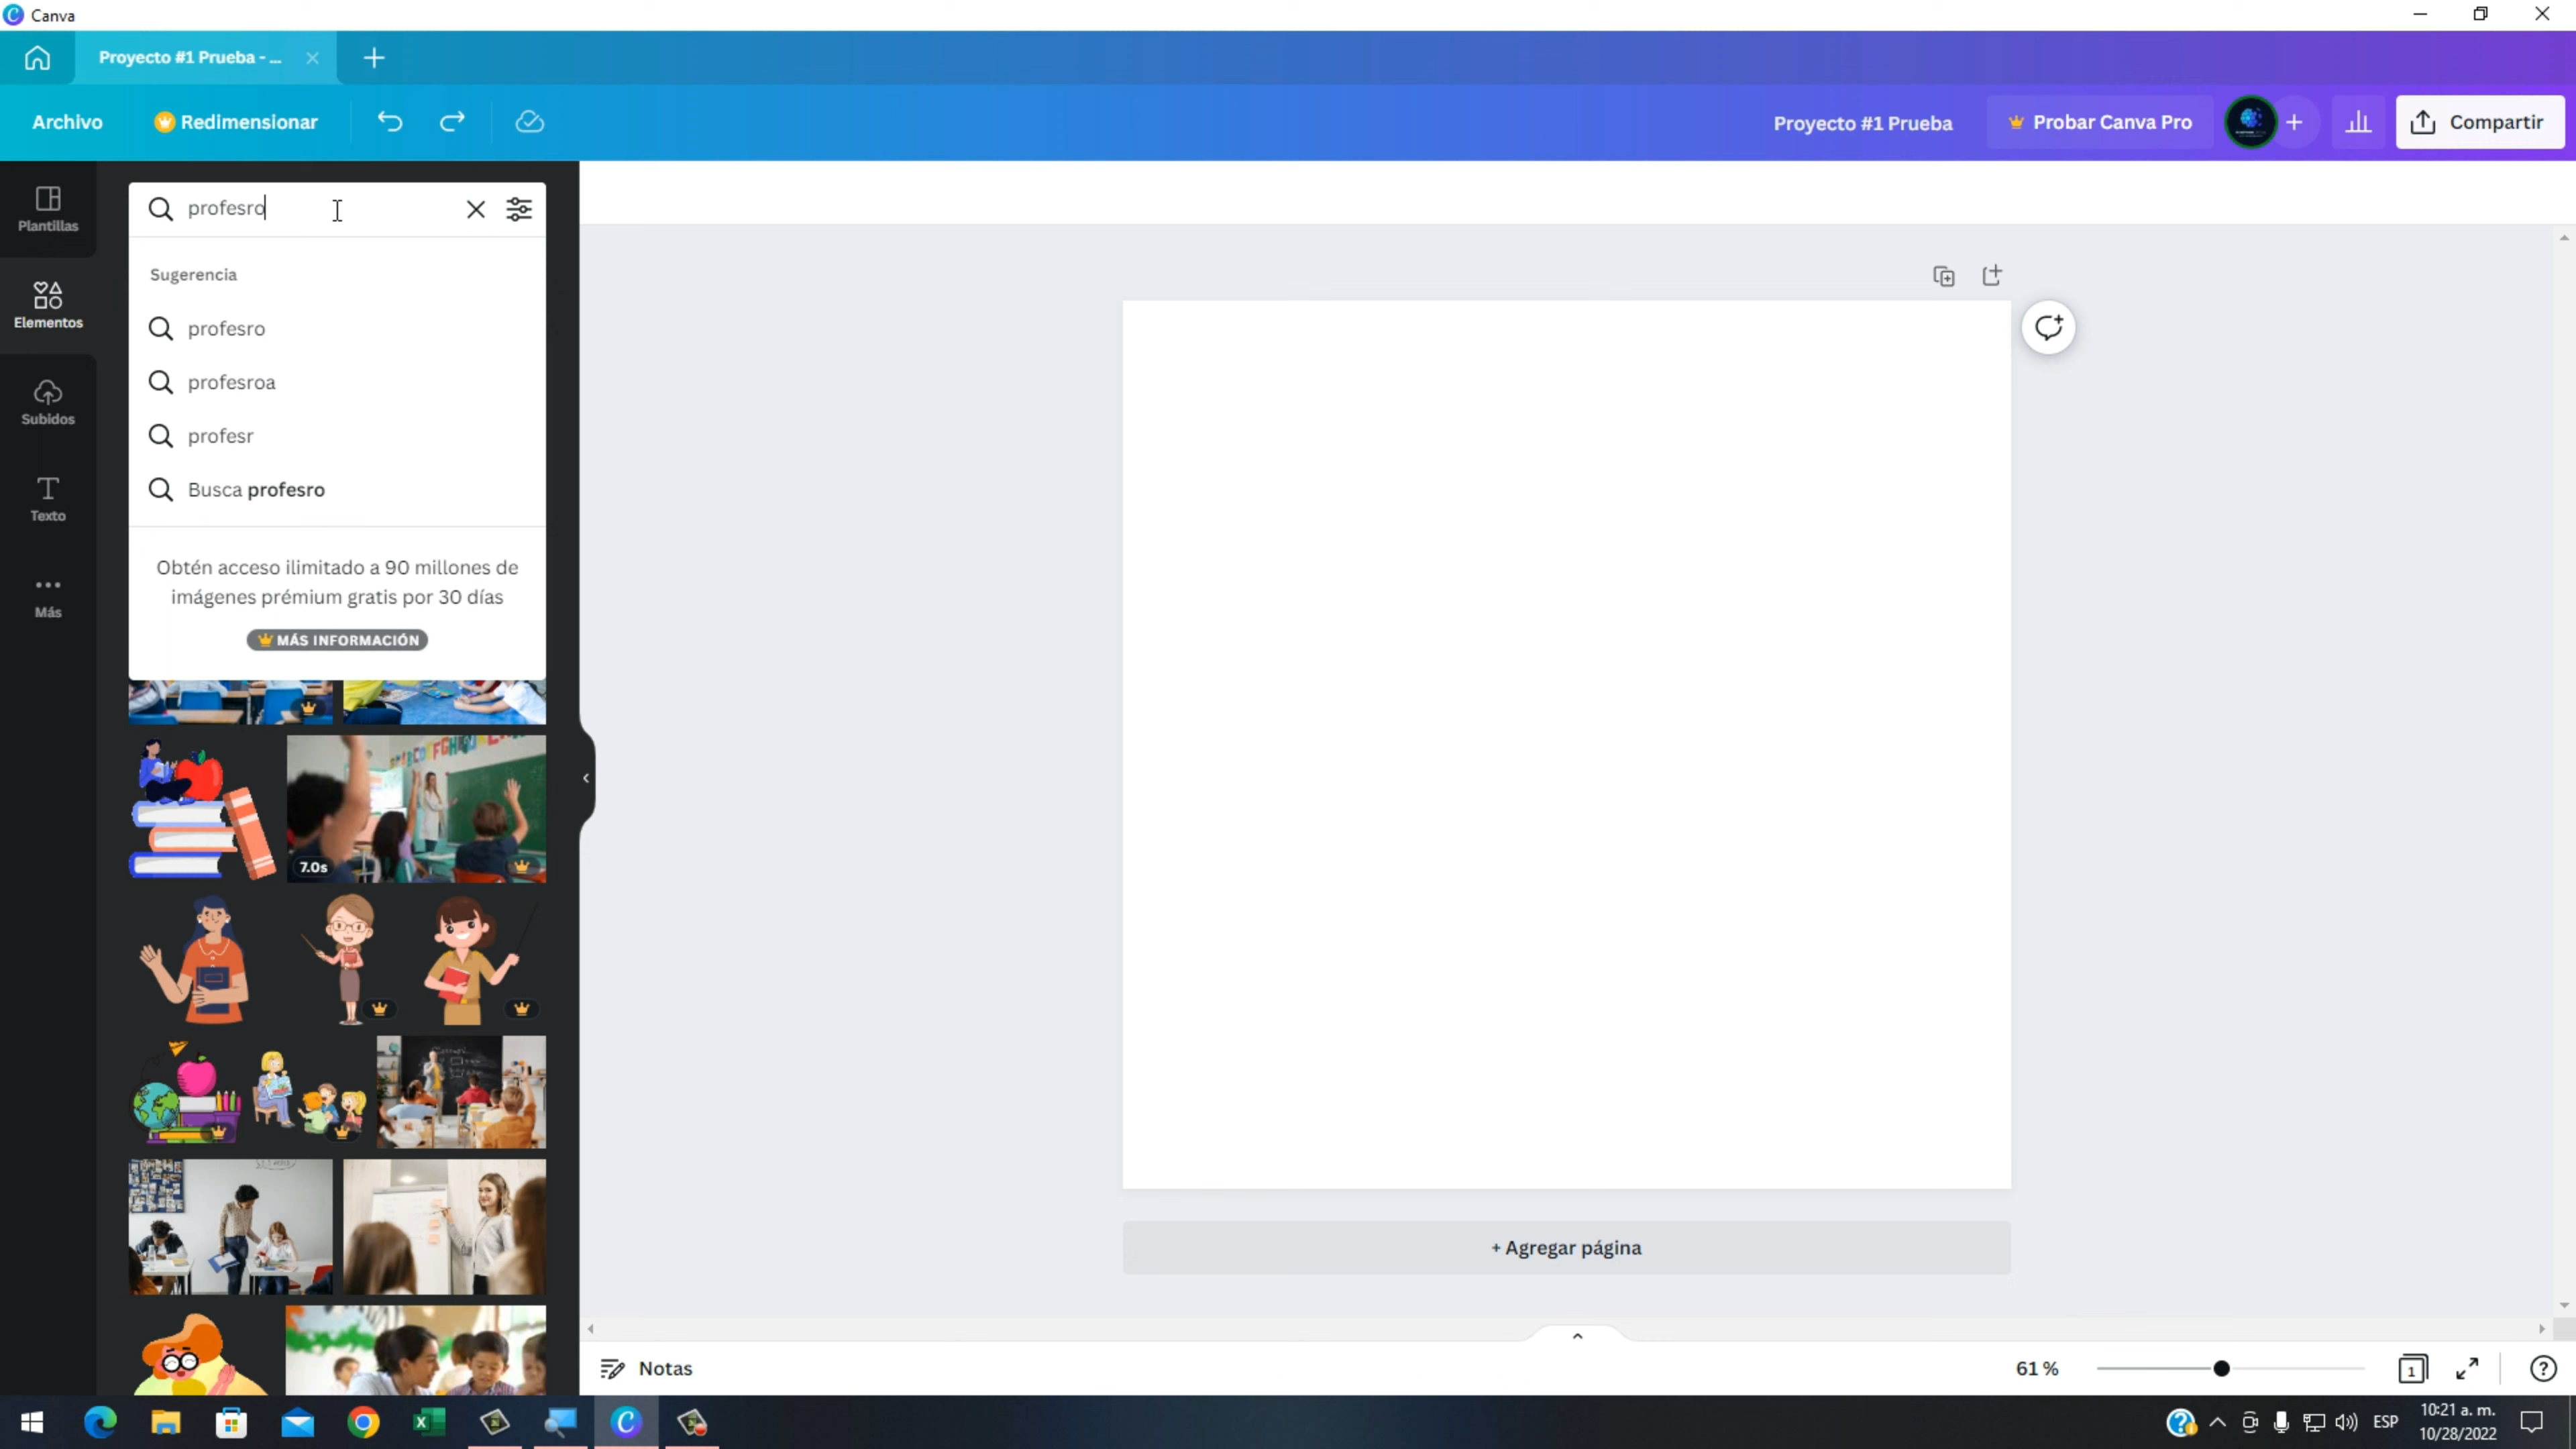 Canva
Proyecto #1 Prueba - ...
Archivo
Redimensionar
Proyecto #1 Prueba
Probar Canva Pro
Compartir
Plantillas
Elementos
Subidos
Texto
Más
profesro
Sugerencia
profesro
profesroa
profesr
Busca profesro
Obtén acceso ilimitado a 90 millones de
imágenes prémium gratis por 30 días
MÁS INFORMACIÓN
7.0s
+ Agregar página
Notas
61 %
1
ESP
10:21 a. m.
10/28/2022